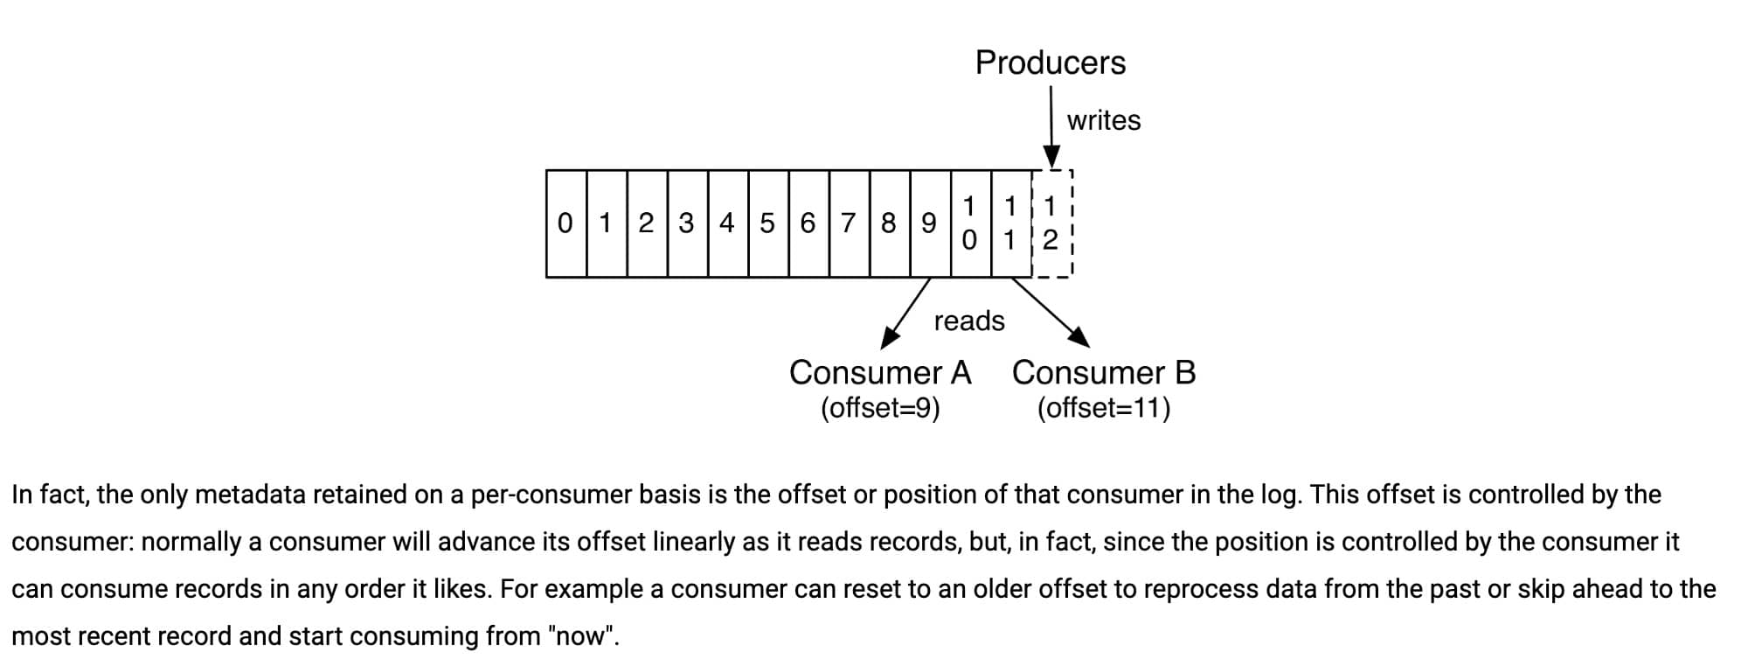 Producers
writes
0 1 2 3 4 5 6 7 8 9 10 11 12
reads
Consumer A Consumer B
(offset=9) (offset=11)
In fact, the only metadata retained on a per-consumer basis is the offset or position of that consumer in the log. This offset is controlled by the
consumer: normally a consumer will advance its offset linearly as it reads records, but, in fact, since the position is controlled by the consumer it
can consume records in any order it likes. For example a consumer can reset to an older offset to reprocess data from the past or skip ahead to the
most recent record and start consuming from "now".